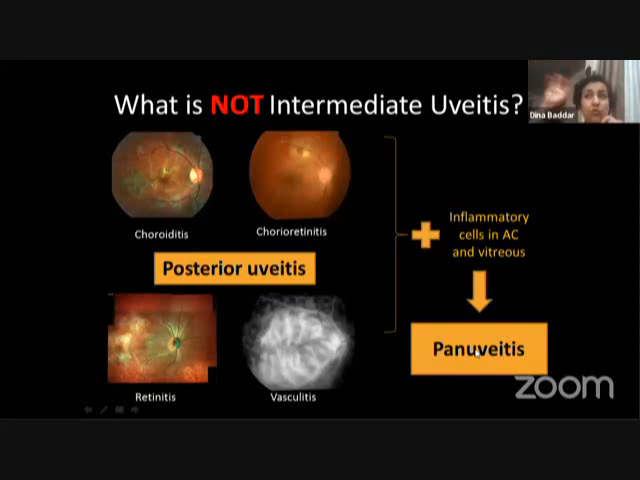 What is NOT Intermediate Uveitis?
Dina Baddar
Choroiditis
Chorioretinitis
Posterior uveitis
Retinitis
Vasculitis
Inflammatory
cells in AC
and vitreous
Panuveitis
zoom